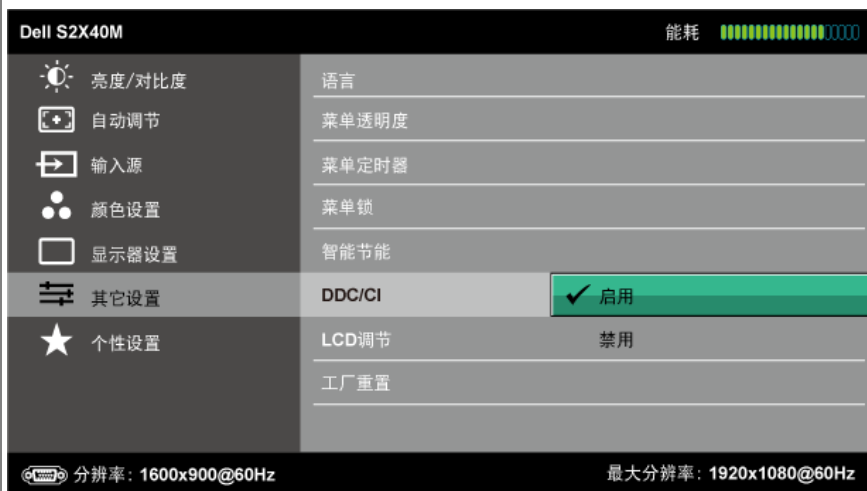 Dell S2X40M 能耗
亮度/对比度 语言
自动调节 菜单透明度
输入源 菜单定时器
颜色设置 菜单锁
显示器设置 智能节能
其它设置 DDC/CI 启用
个性设置 LCD调节 禁用
工厂重置
分辨率: 1600x900@60Hz 最大分辨率: 1920x1080@60Hz